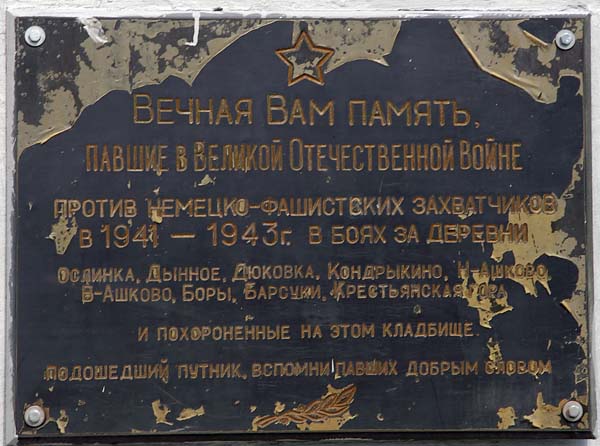 Вечная Вам память,
павшие в Великой Отечественной Войне
против немецко-фашистских захватчиков
в 1941 — 1943г. в боях за деревни
Ослинка, Дынное, Дюковка, Кондрыкино, Н-Ашково,
В-Ашково, Боры, Барсуки, Крестьянская
и похороненные на этом кладбище.
подошедший путник, вспомни павших добрым словом